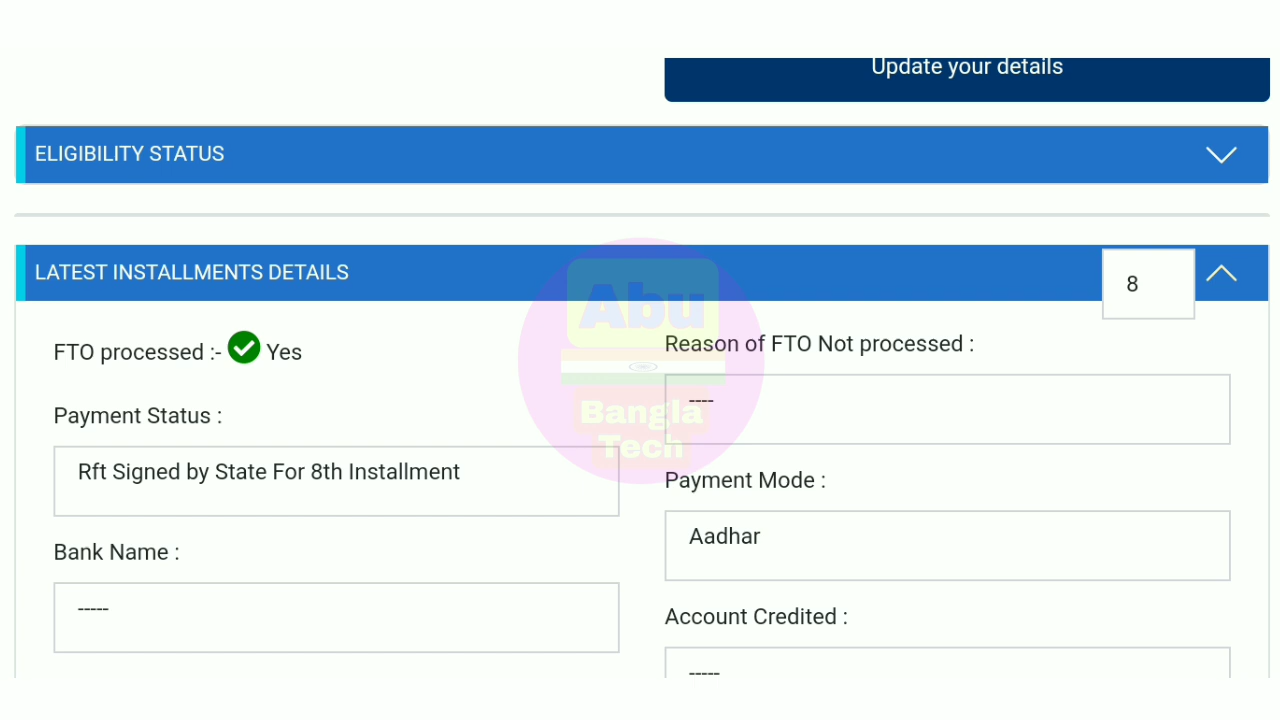 Update your details
ELIGIBILITY STATUS
LATEST INSTALLMENTS DETAILS
8
FTO processed :- Yes
Payment Status :
Rft Signed by State For 8th Installment
Bank Name :
-----
Reason of FTO Not processed :
----
Payment Mode :
Aadhar
Account Credited :
-----
Abu
Bangla
Tech